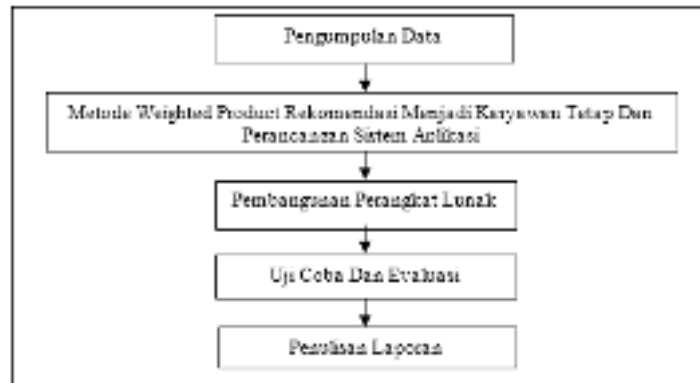 Pengumpulan Data
Metode Weighted Product Rekomendasi Menjadi Karyawan Tetap Dan
Perancangan Sistem Aplikasi
Pembangunan Perangkat Lunak
Uji Coba Dan Evaluasi
Penulisan Laporan